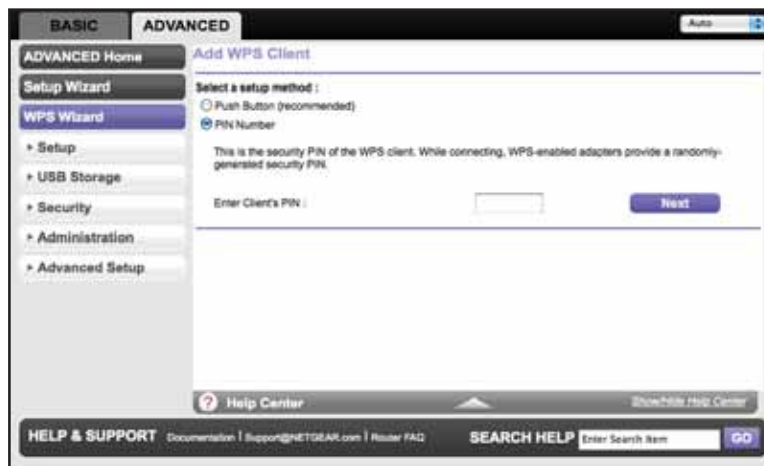 BASIC ADVANCED Auto
ADVANCED Home
Setup Wizard
WPS Wizard
Setup
USB Storage
Security
Administration
Advanced Setup
Add WPS Client
Select a setup method :
Push Button (recommended)
PIN Number
This is the security PIN of the WPS client. While connecting, WPS-enabled adapters provide a randomly-
generated security PIN.
Enter Client's PIN :
Next
Help Center Show/Hide Help Center
HELP & SUPPORT Documentation | Support@NETGEAR.com | Router FAQ SEARCH HELP Enter Search Item GO